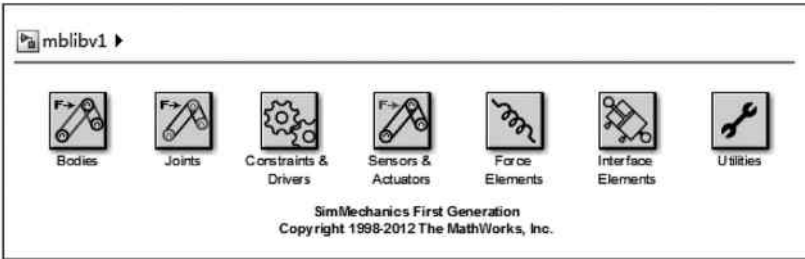 mblibv1
F→ F→ F→
Bodies Joints Constraints & Sensors & Force Interface Utilities
Drivers Actuators Elements Elements
SimMechanics First Generation
Copyright 1998-2012 The MathWorks, Inc.